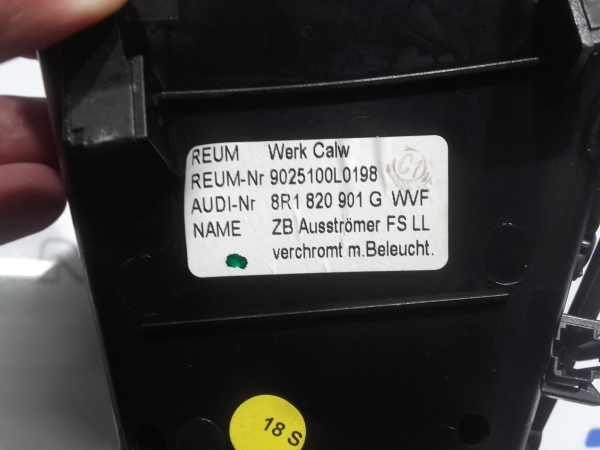 REUM Werk Calw
REUM-Nr 9025100L0198
AUDI-Nr 8R1 820 901 G WVF
NAME ZB Ausströmer FS LL
verchromt m.Beleucht.
18 S